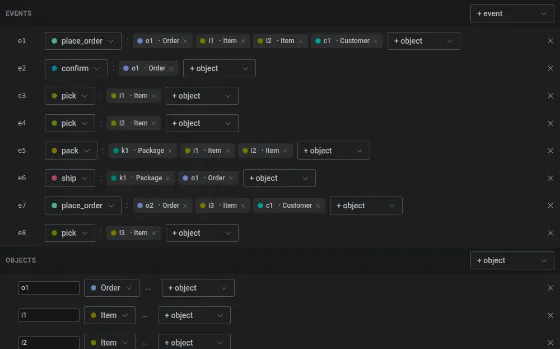 EVENTS + event
e1 place_order : o1 · Order × i1 · Item × i2 · Item × c1 · Customer × + object ×
e2 confirm : o1 · Order × + object ×
e3 pick : i1 · Item × + object ×
e4 pick : i2 · Item × + object ×
e5 pack : k1 · Package × i1 · Item × i2 · Item × + object ×
e6 ship : k1 · Package × o1 · Order × + object ×
e7 place_order : o2 · Order × i3 · Item × c1 · Customer × + object ×
e8 pick : i3 · Item × + object ×
OBJECTS + object
o1 Order ↔ + object ×
i1 Item ↔ + object ×
i2 Item ↔ + object ×